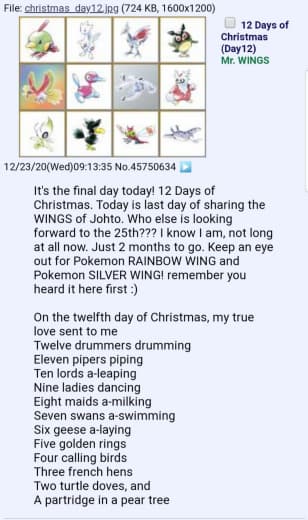 File: christmas_day12.jpg (724 KB, 1600x1200)
12 Days of
Christmas
(Day12)
Mr. WINGS
12/23/20(Wed)09:13:35 No.45750634
It's the final day today! 12 Days of
Christmas. Today is last day of sharing the
WINGS of Johto. Who else is looking
forward to the 25th??? I know I am, not long
at all now. Just 2 months to go. Keep an eye
out for Pokemon RAINBOW WING and
Pokemon SILVER WING! remember you
heard it here first :)
On the twelfth day of Christmas, my true
love sent to me
Twelve drummers drumming
Eleven pipers piping
Ten lords a-leaping
Nine ladies dancing
Eight maids a-milking
Seven swans a-swimming
Six geese a-laying
Five golden rings
Four calling birds
Three french hens
Two turtle doves, and
A partridge in a pear tree